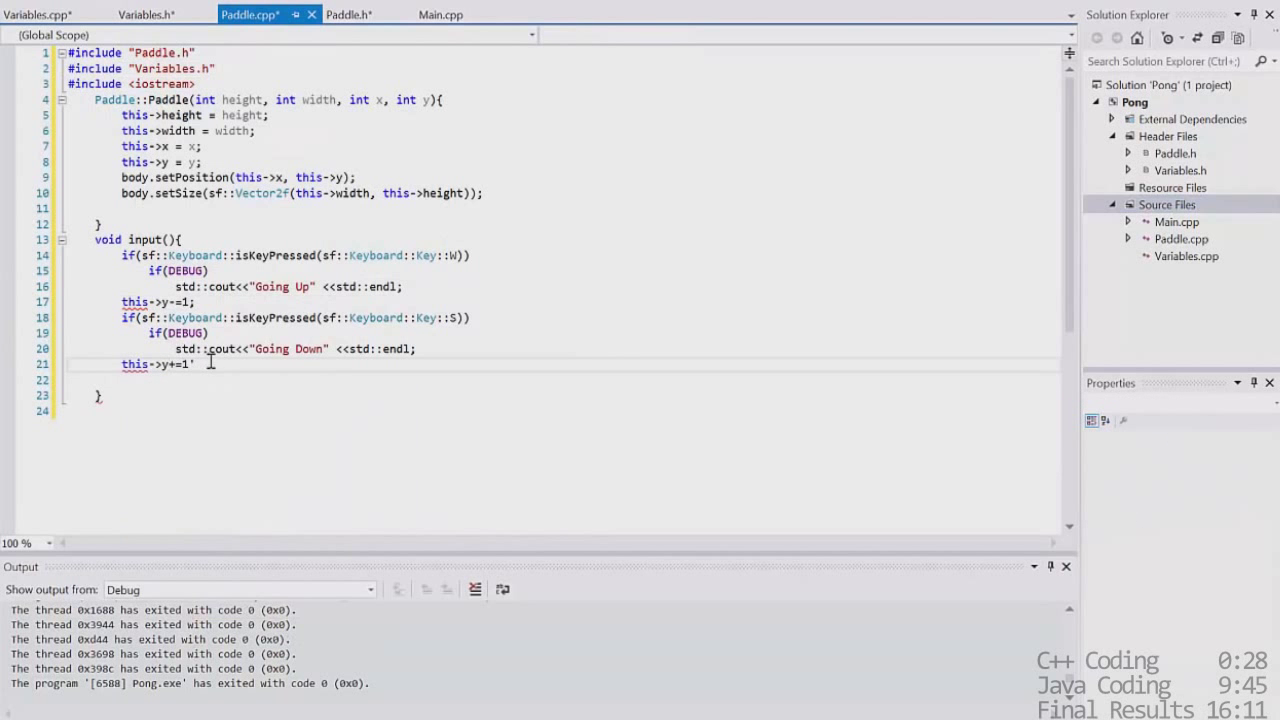 Variables.cpp* Variables.h* Paddle.cpp* Paddle.h* Main.cpp
(Global Scope)
1 #include "Paddle.h"
2 #include "Variables.h"
3 #include <iostream>
4 Paddle::Paddle(int height, int width, int x, int y){
5 this->height = height;
6 this->width = width;
7 this->x = x;
8 this->y = y;
9 body.setPosition(this->x, this->y);
10 body.setSize(sf::Vector2f(this->width, this->height));
11
12 }
13 void input(){
14 if(sf::Keyboard::isKeyPressed(sf::Keyboard::Key::W))
15 if(DEBUG)
16 std::cout<<"Going Up" <<std::endl;
17 this->y-=1;
18 if(sf::Keyboard::isKeyPressed(sf::Keyboard::Key::S))
19 if(DEBUG)
20 std::cout<<"Going Down" <<std::endl;
21 this->y+=1'
22
23 }
24
100 %
Output
Show output from: Debug
The thread 0x1688 has exited with code 0 (0x0).
The thread 0x3944 has exited with code 0 (0x0).
The thread 0xd44 has exited with code 0 (0x0).
The thread 0x3698 has exited with code 0 (0x0).
The thread 0x398c has exited with code 0 (0x0).
The program '[6588] Pong.exe' has exited with code 0 (0x0).
Solution Explorer
Search Solution Explorer (Ctrl+;)
Solution 'Pong' (1 project)
Pong
External Dependencies
Header Files
Paddle.h
Variables.h
Resource Files
Source Files
Main.cpp
Paddle.cpp
Variables.cpp
Properties
C++ Coding 0:28
Java Coding 9:45
Final Results 16:11